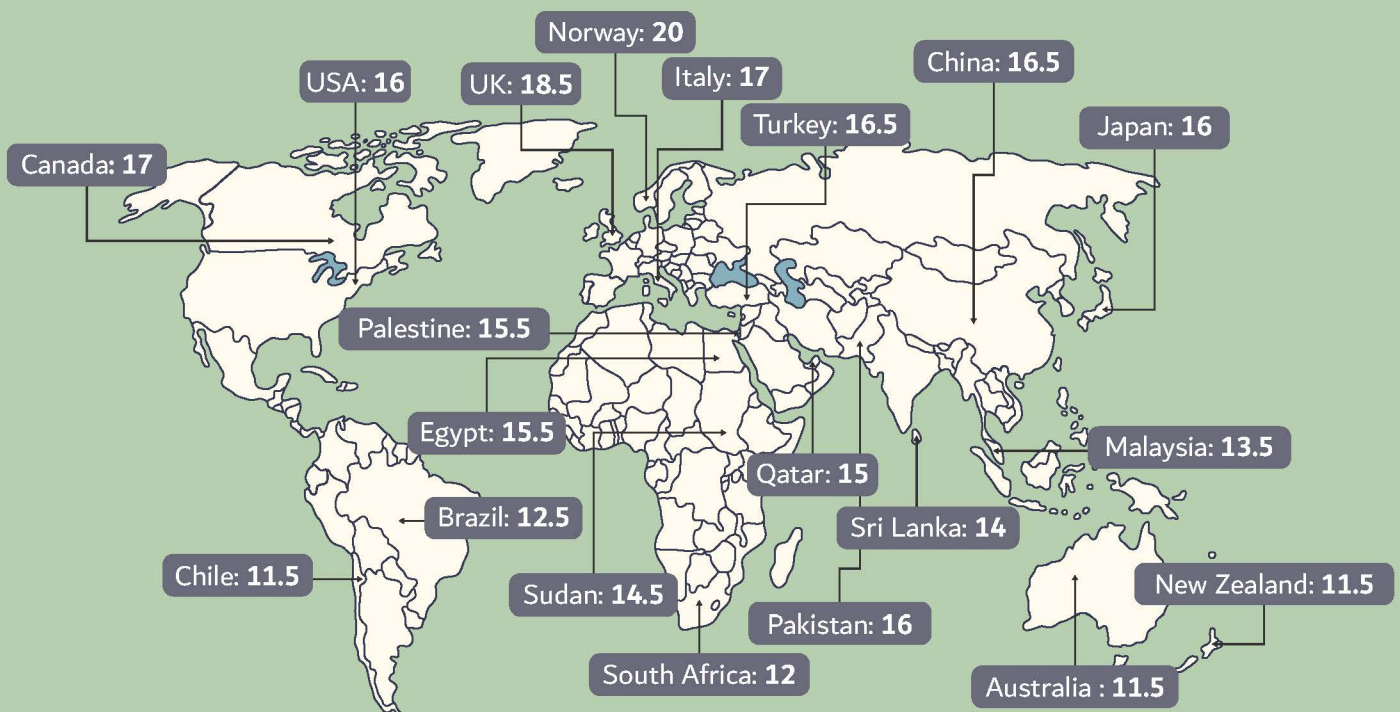 Norway: 20
USA: 16
UK: 18.5
Italy: 17
China: 16.5
Turkey: 16.5
Japan: 16
Canada: 17
Palestine: 15.5
Egypt: 15.5
Malaysia: 13.5
Qatar: 15
Brazil: 12.5
Sri Lanka: 14
Chile: 11.5
Sudan: 14.5
New Zealand: 11.5
Pakistan: 16
South Africa: 12
Australia : 11.5